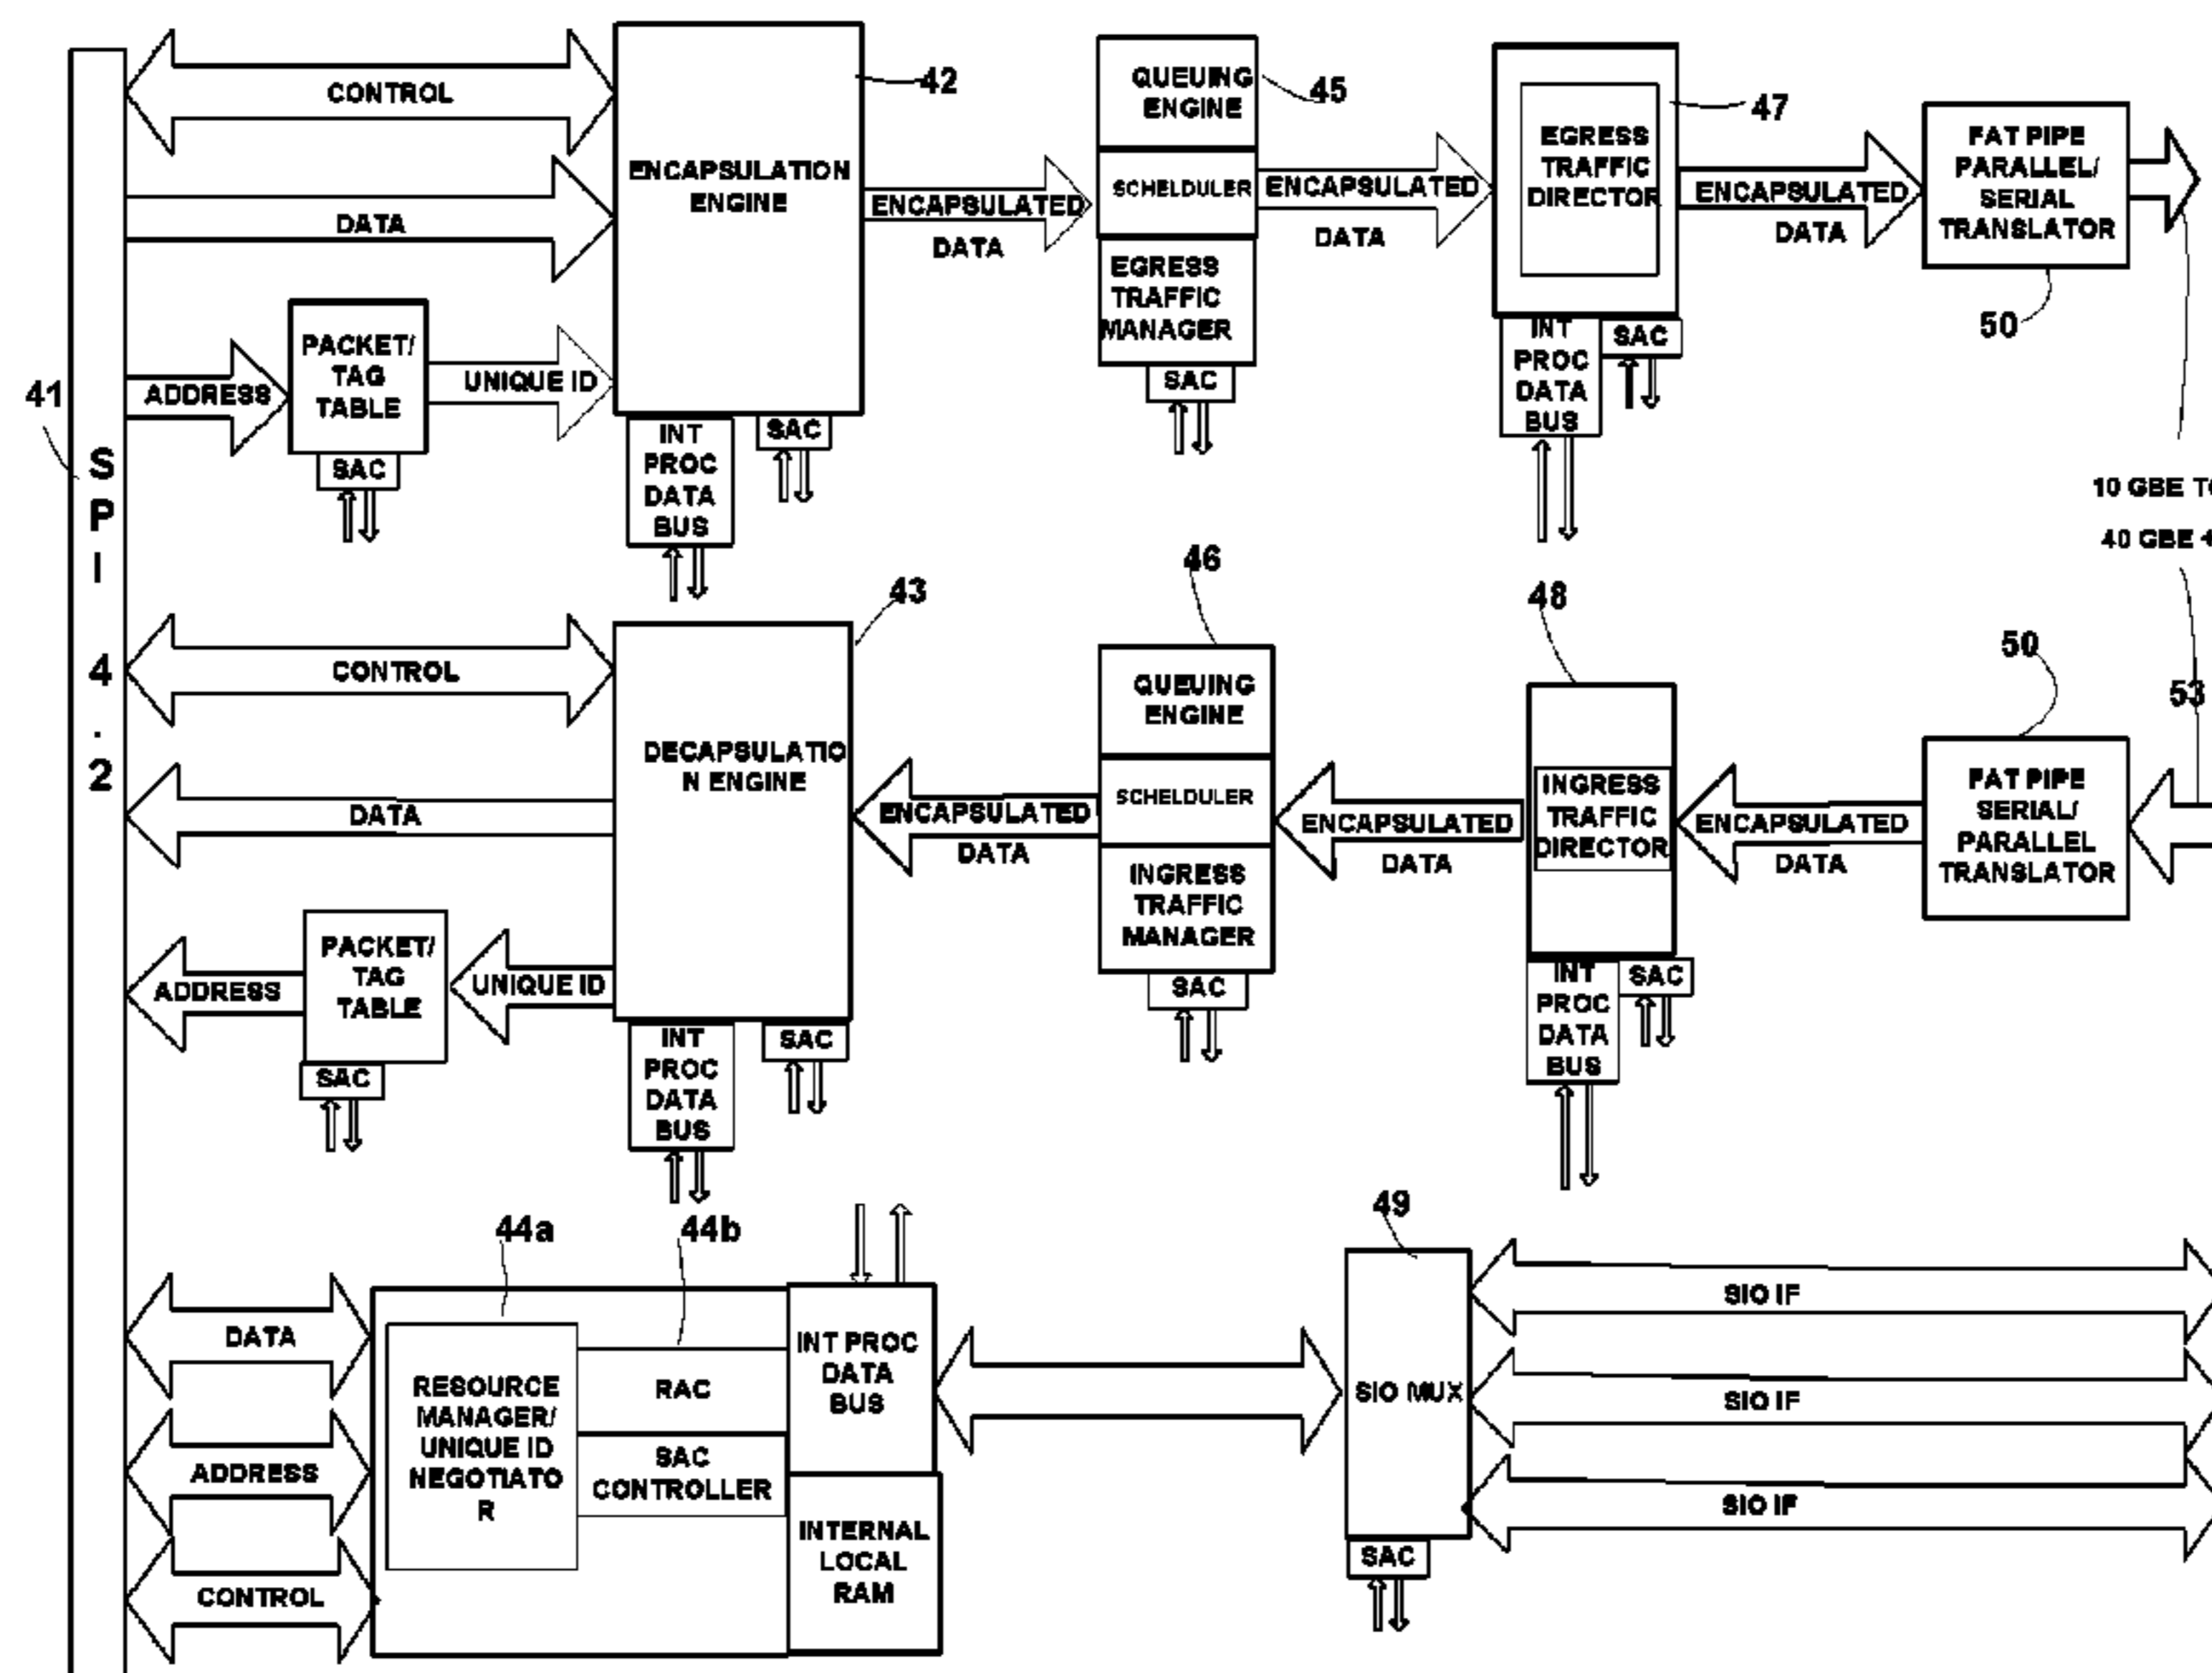 CONTROL
DATA
ADDRESS
PACKET/
TAG
TABLE
SAC
UNIQUE ID
ENCAPSULATION
ENGINE
42
INT
PROC
DATA
BUS
SAC
ENCAPSULATED
DATA
QUEUING
ENGINE
45
SCHELDULER
EGRESS
TRAFFIC
MANAGER
SAC
ENCAPSULATED
DATA
EGRESS
TRAFFIC
DIRECTOR
47
INT
PROC
DATA
BUS
SAC
ENCAPSULATED
DATA
FAT PIPE
PARALLEL/
SERIAL
TRANSLATOR
50
10 GBE
40 GBE
53
41
S
P
I
4
.
2
CONTROL
DATA
ADDRESS
PACKET/
TAG
TABLE
SAC
UNIQUE ID
43
DECAPSULATIO
N ENGINE
INT
PROC
DATA
BUS
SAC
ENCAPSULATED
DATA
46
QUEUING
ENGINE
SCHELDULER
INGRESS
TRAFFIC
MANAGER
SAC
ENCAPSULATED
DATA
48
INGRESS
TRAFFIC
DIRECTOR
INT
PROC
DATA
BUS
SAC
ENCAPSULATED
DATA
50
FAT PIPE
SERIAL/
PARALLEL
TRANSLATOR
DATA
ADDRESS
CONTROL
44a
44b
RESOURCE
MANAGER/
UNIQUE ID
NEGOTIATO
R
RAC
SAC
CONTROLLER
INT PROC
DATA
BUS
INTERNAL
LOCAL
RAM
49
SIO MUX
SAC
SIO IF
SIO IF
SIO IF